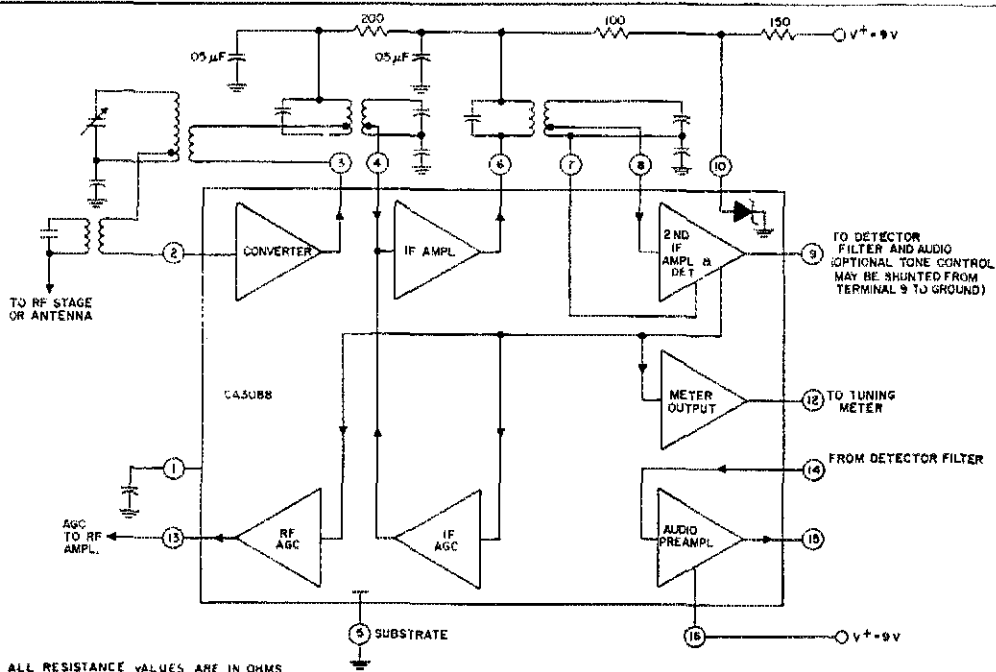 200
100
150
V+ = 9V
05 µF
05 µF
3
4
6
7
8
10
2
CONVERTER
IF AMPL
2ND
IF
AMPL &
DET
9
TO DETECTOR
FILTER AND AUDIO
(OPTIONAL TONE CONTROL
MAY BE SHUNTED FROM
TERMINAL 9 TO GROUND)
TO RF STAGE
OR ANTENNA
CA3088
METER
OUTPUT
12
TO TUNING
METER
1
14
FROM DETECTOR FILTER
AGC
TO RF
AMPL.
13
RF
AGC
IF
AGC
AUDIO
PREAMPL
15
5
SUBSTRATE
16
V+ = 9V
ALL RESISTANCE VALUES ARE IN OHMS